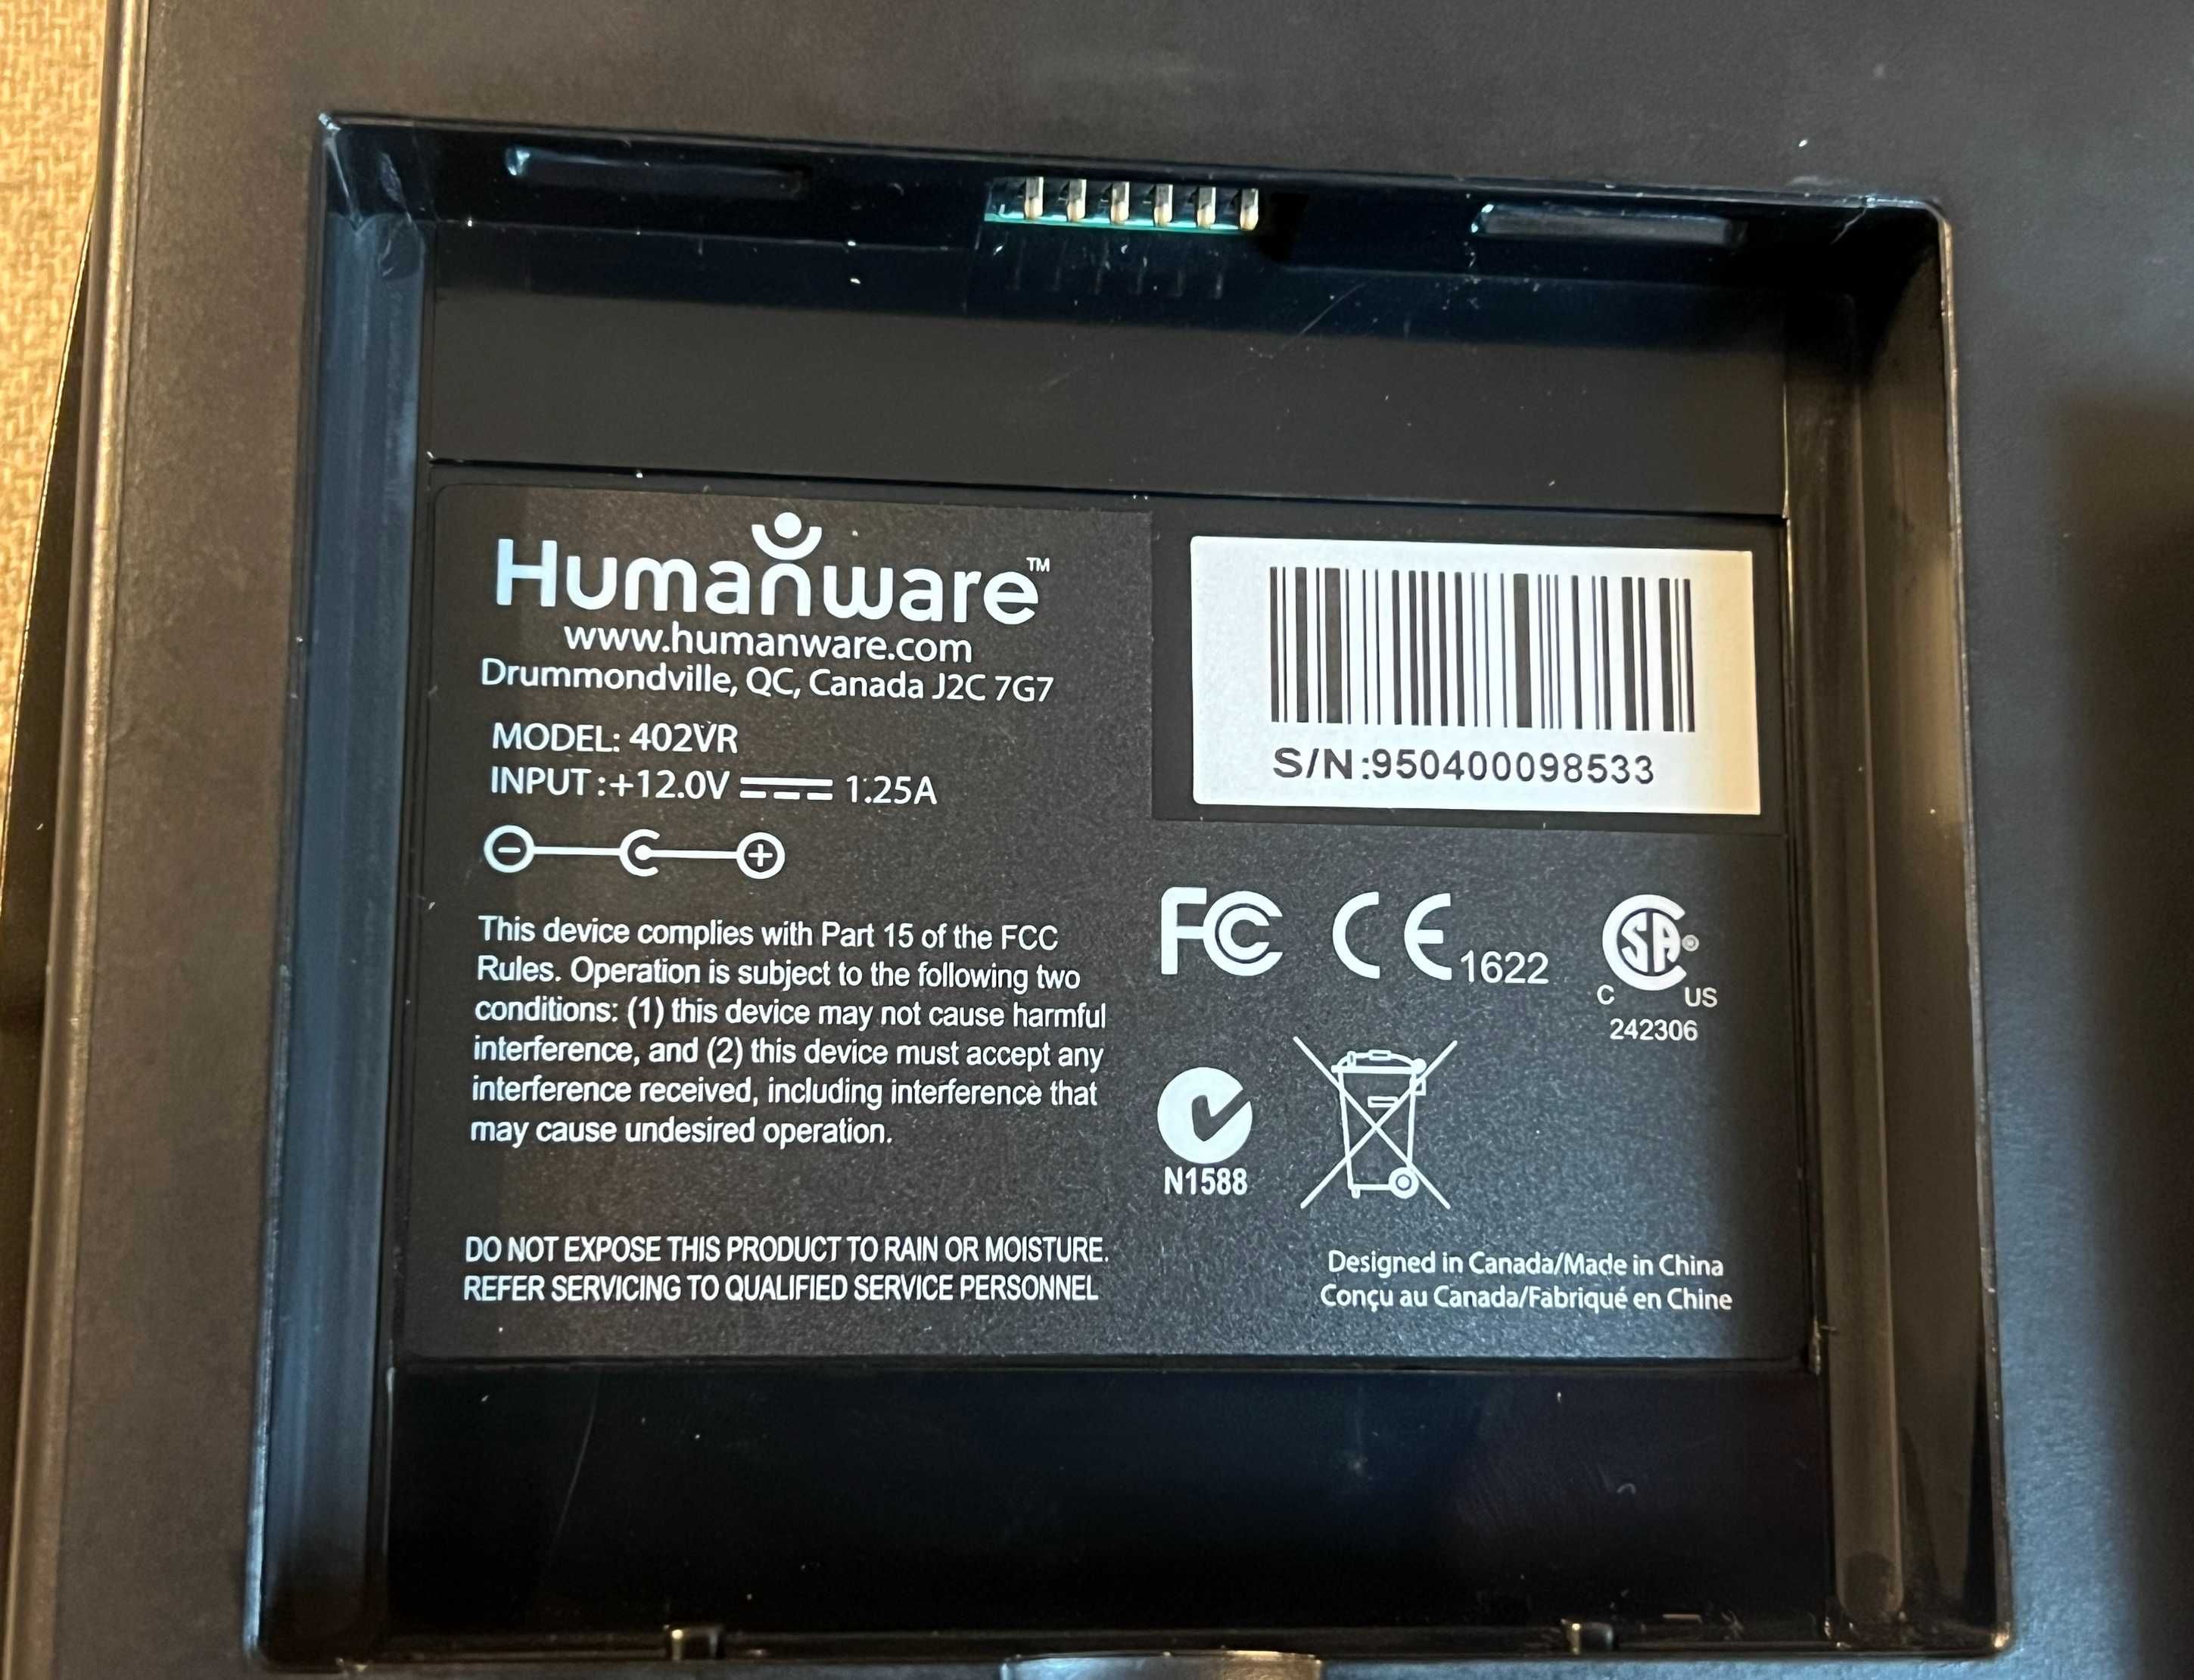 Humanware™
www.humanware.com
Drummondville, QC, Canada J2C 7G7
MODEL: 402VR
INPUT:+12.0V 1.25A
This device complies with Part 15 of the FCC
Rules. Operation is subject to the following two
conditions: (1) this device may not cause harmful
interference, and (2) this device must accept any
interference received, including interference that
may cause undesired operation.
DO NOT EXPOSE THIS PRODUCT TO RAIN OR MOISTURE.
REFER SERVICING TO QUALIFIED SERVICE PERSONNEL
S/N:950400098533
FC CE 1622
SA®
C US
242306
N1588
Designed in Canada/Made in China
Conçu au Canada/Fabriqué en Chine